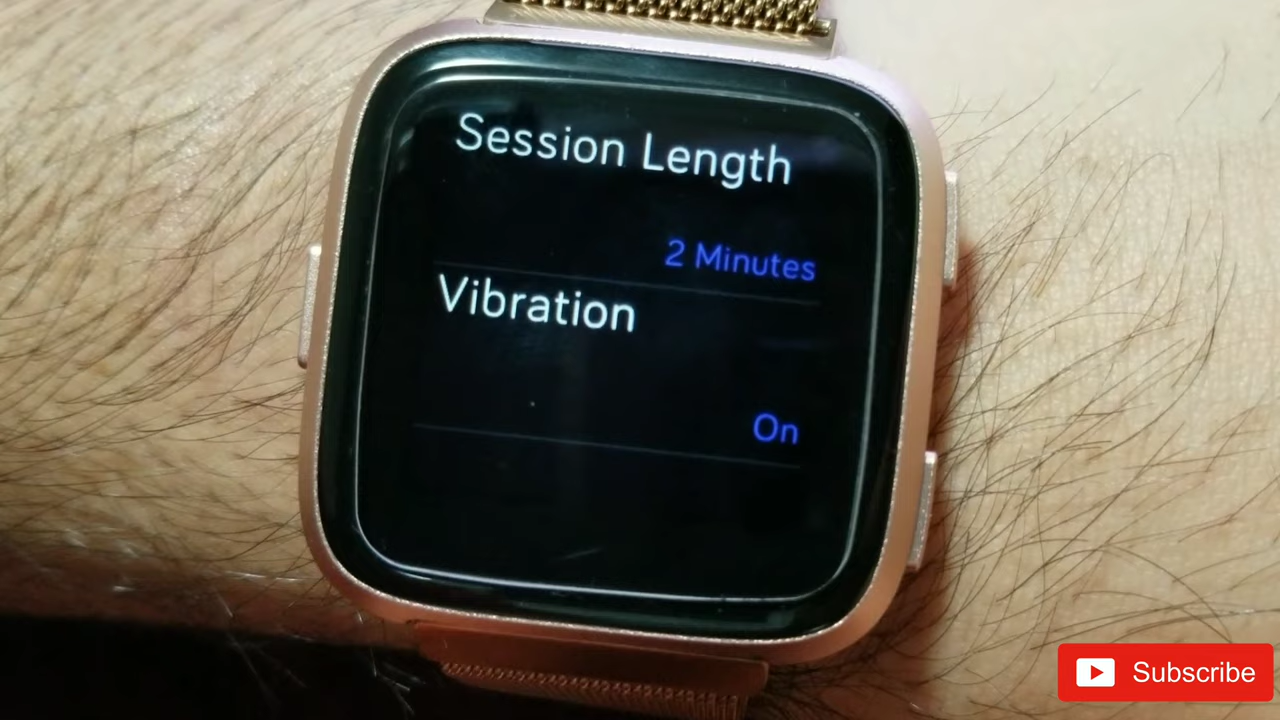 Session Length
2 Minutes
Vibration
On
Subscribe